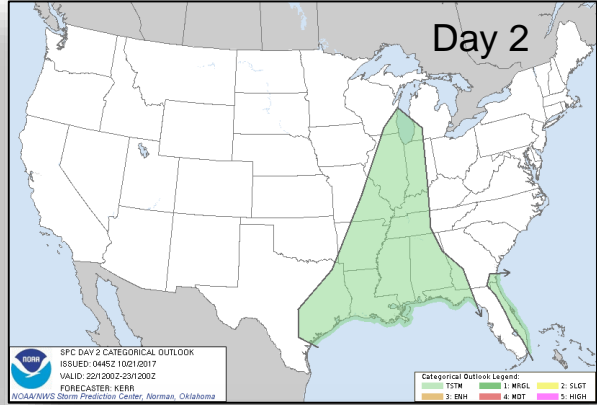 Day 2
NOAA
SPC DAY 2 CATEGORICAL OUTLOOK
ISSUED: 0445Z 10/21/2017
VALID: 22/1200Z-23/1200Z
FORECASTER: KERR
NOAA/NWS Storm Prediction Center, Norman, Oklahoma
Categorical Outlook Legend:
TSTM 1: MRGL 2: SLGT
3: ENH 4: MDT 5: HIGH